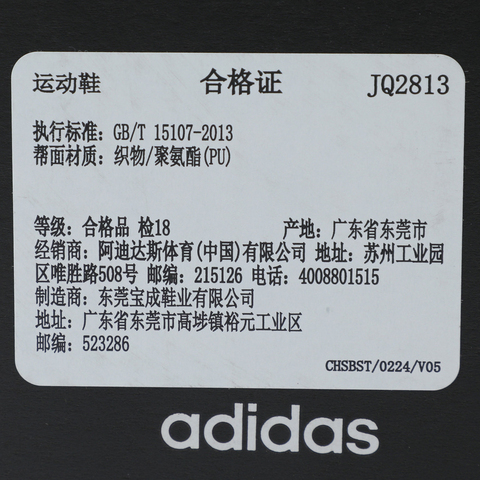 运动鞋 合格证 JQ2813
执行标准: GB/T 15107-2013
帮面材质: 织物/聚氨酯(PU)
等级: 合格品 检18 产地: 广东省东莞市
经销商: 阿迪达斯体育(中国)有限公司 地址: 苏州工业园
区唯胜路508号 邮编: 215126 电话: 4008801515
制造商: 东莞宝成鞋业有限公司
地址: 广东省东莞市高埗镇裕元工业区
邮编: 523286
CHSBST/0224/V05
adidas